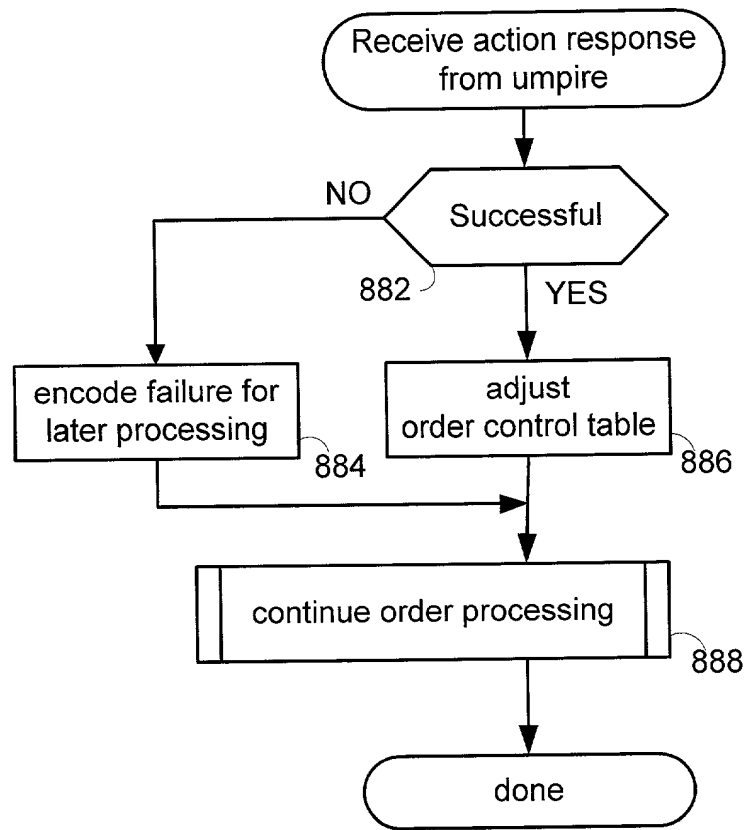 Receive action response
from umpire
NO
Successful
882
YES
encode failure for
later processing
884
adjust
order control table
886
continue order processing
888
done